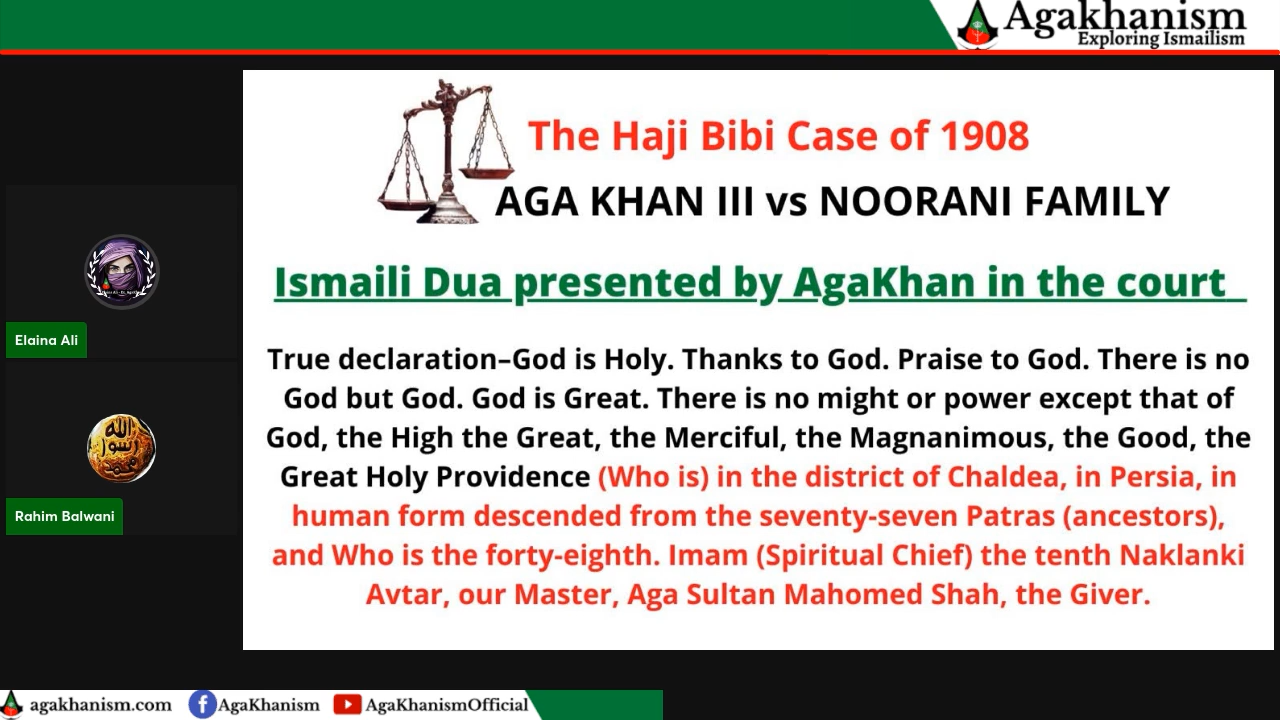 Agakhanism
Exploring Ismailism
The Haji Bibi Case of 1908
AGA KHAN III vs NOORANI FAMILY
Ismaili Dua presented by AgaKhan in the court
True declaration–God is Holy. Thanks to God. Praise to God. There is no
God but God. God is Great. There is no might or power except that of
God, the High the Great, the Merciful, the Magnanimous, the Good, the
Great Holy Providence (Who is) in the district of Chaldea, in Persia, in
human form descended from the seventy-seven Patras (ancestors),
and Who is the forty-eighth. Imam (Spiritual Chief) the tenth Naklanki
Avtar, our Master, Aga Sultan Mahomed Shah, the Giver.
Elaina Ali
الله
رسول
محمد
Rahim Balwani
agakhanism.com
AgaKhanism
AgaKhanismOfficial